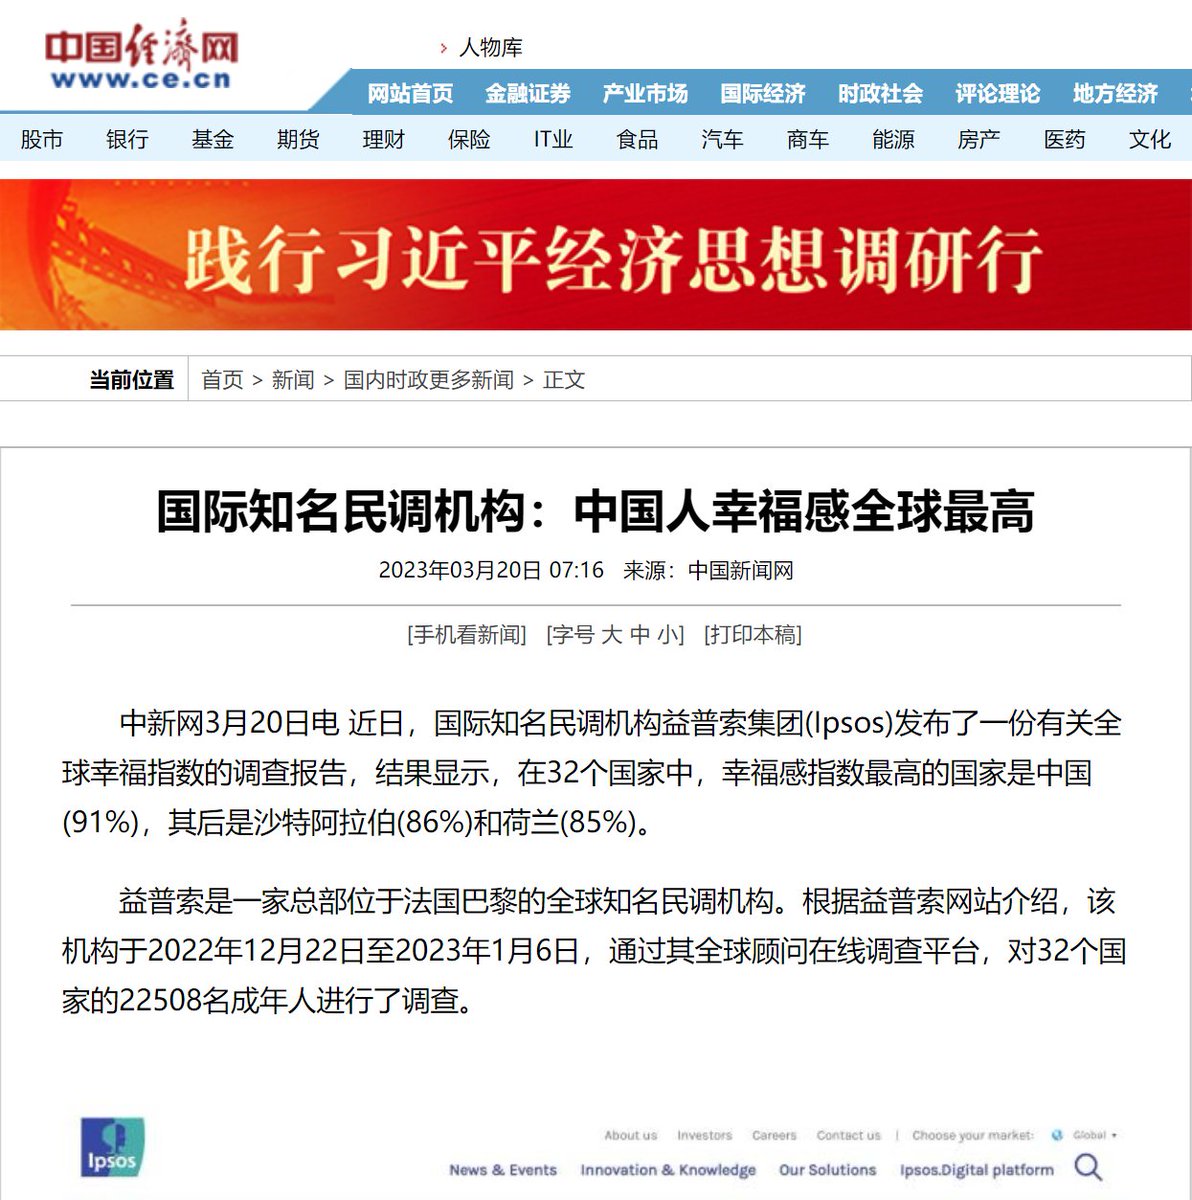 中国经济网
www.ce.cn
› 人物库
网站首页 金融证券 产业市场 国际经济 时政社会 评论理论 地方经济
股市 银行 基金 期货 理财 保险 IT业 食品 汽车 商车 能源 房产 医药 文化
践行习近平经济思想调研行
当前位置 首页 > 新闻 > 国内时政更多新闻 > 正文
国际知名民调机构：中国人幸福感全球最高
2023年03月20日 07:16 来源：中国新闻网
[手机看新闻] [字号 大 中 小] [打印本稿]
中新网3月20日电 近日，国际知名民调机构益普索集团(Ipsos)发布了一份有关全
球幸福指数的调查报告，结果显示，在32个国家中，幸福感指数最高的国家是中国
(91%)，其后是沙特阿拉伯(86%)和荷兰(85%)。
益普索是一家总部位于法国巴黎的全球知名民调机构。根据益普索网站介绍，该
机构于2022年12月22日至2023年1月6日，通过其全球顾问在线调查平台，对32个国
家的22508名成年人进行了调查。
Ipsos
About us Investors Careers Contact us | Choose your market: Global
News & Events Innovation & Knowledge Our Solutions Ipsos.Digital platform